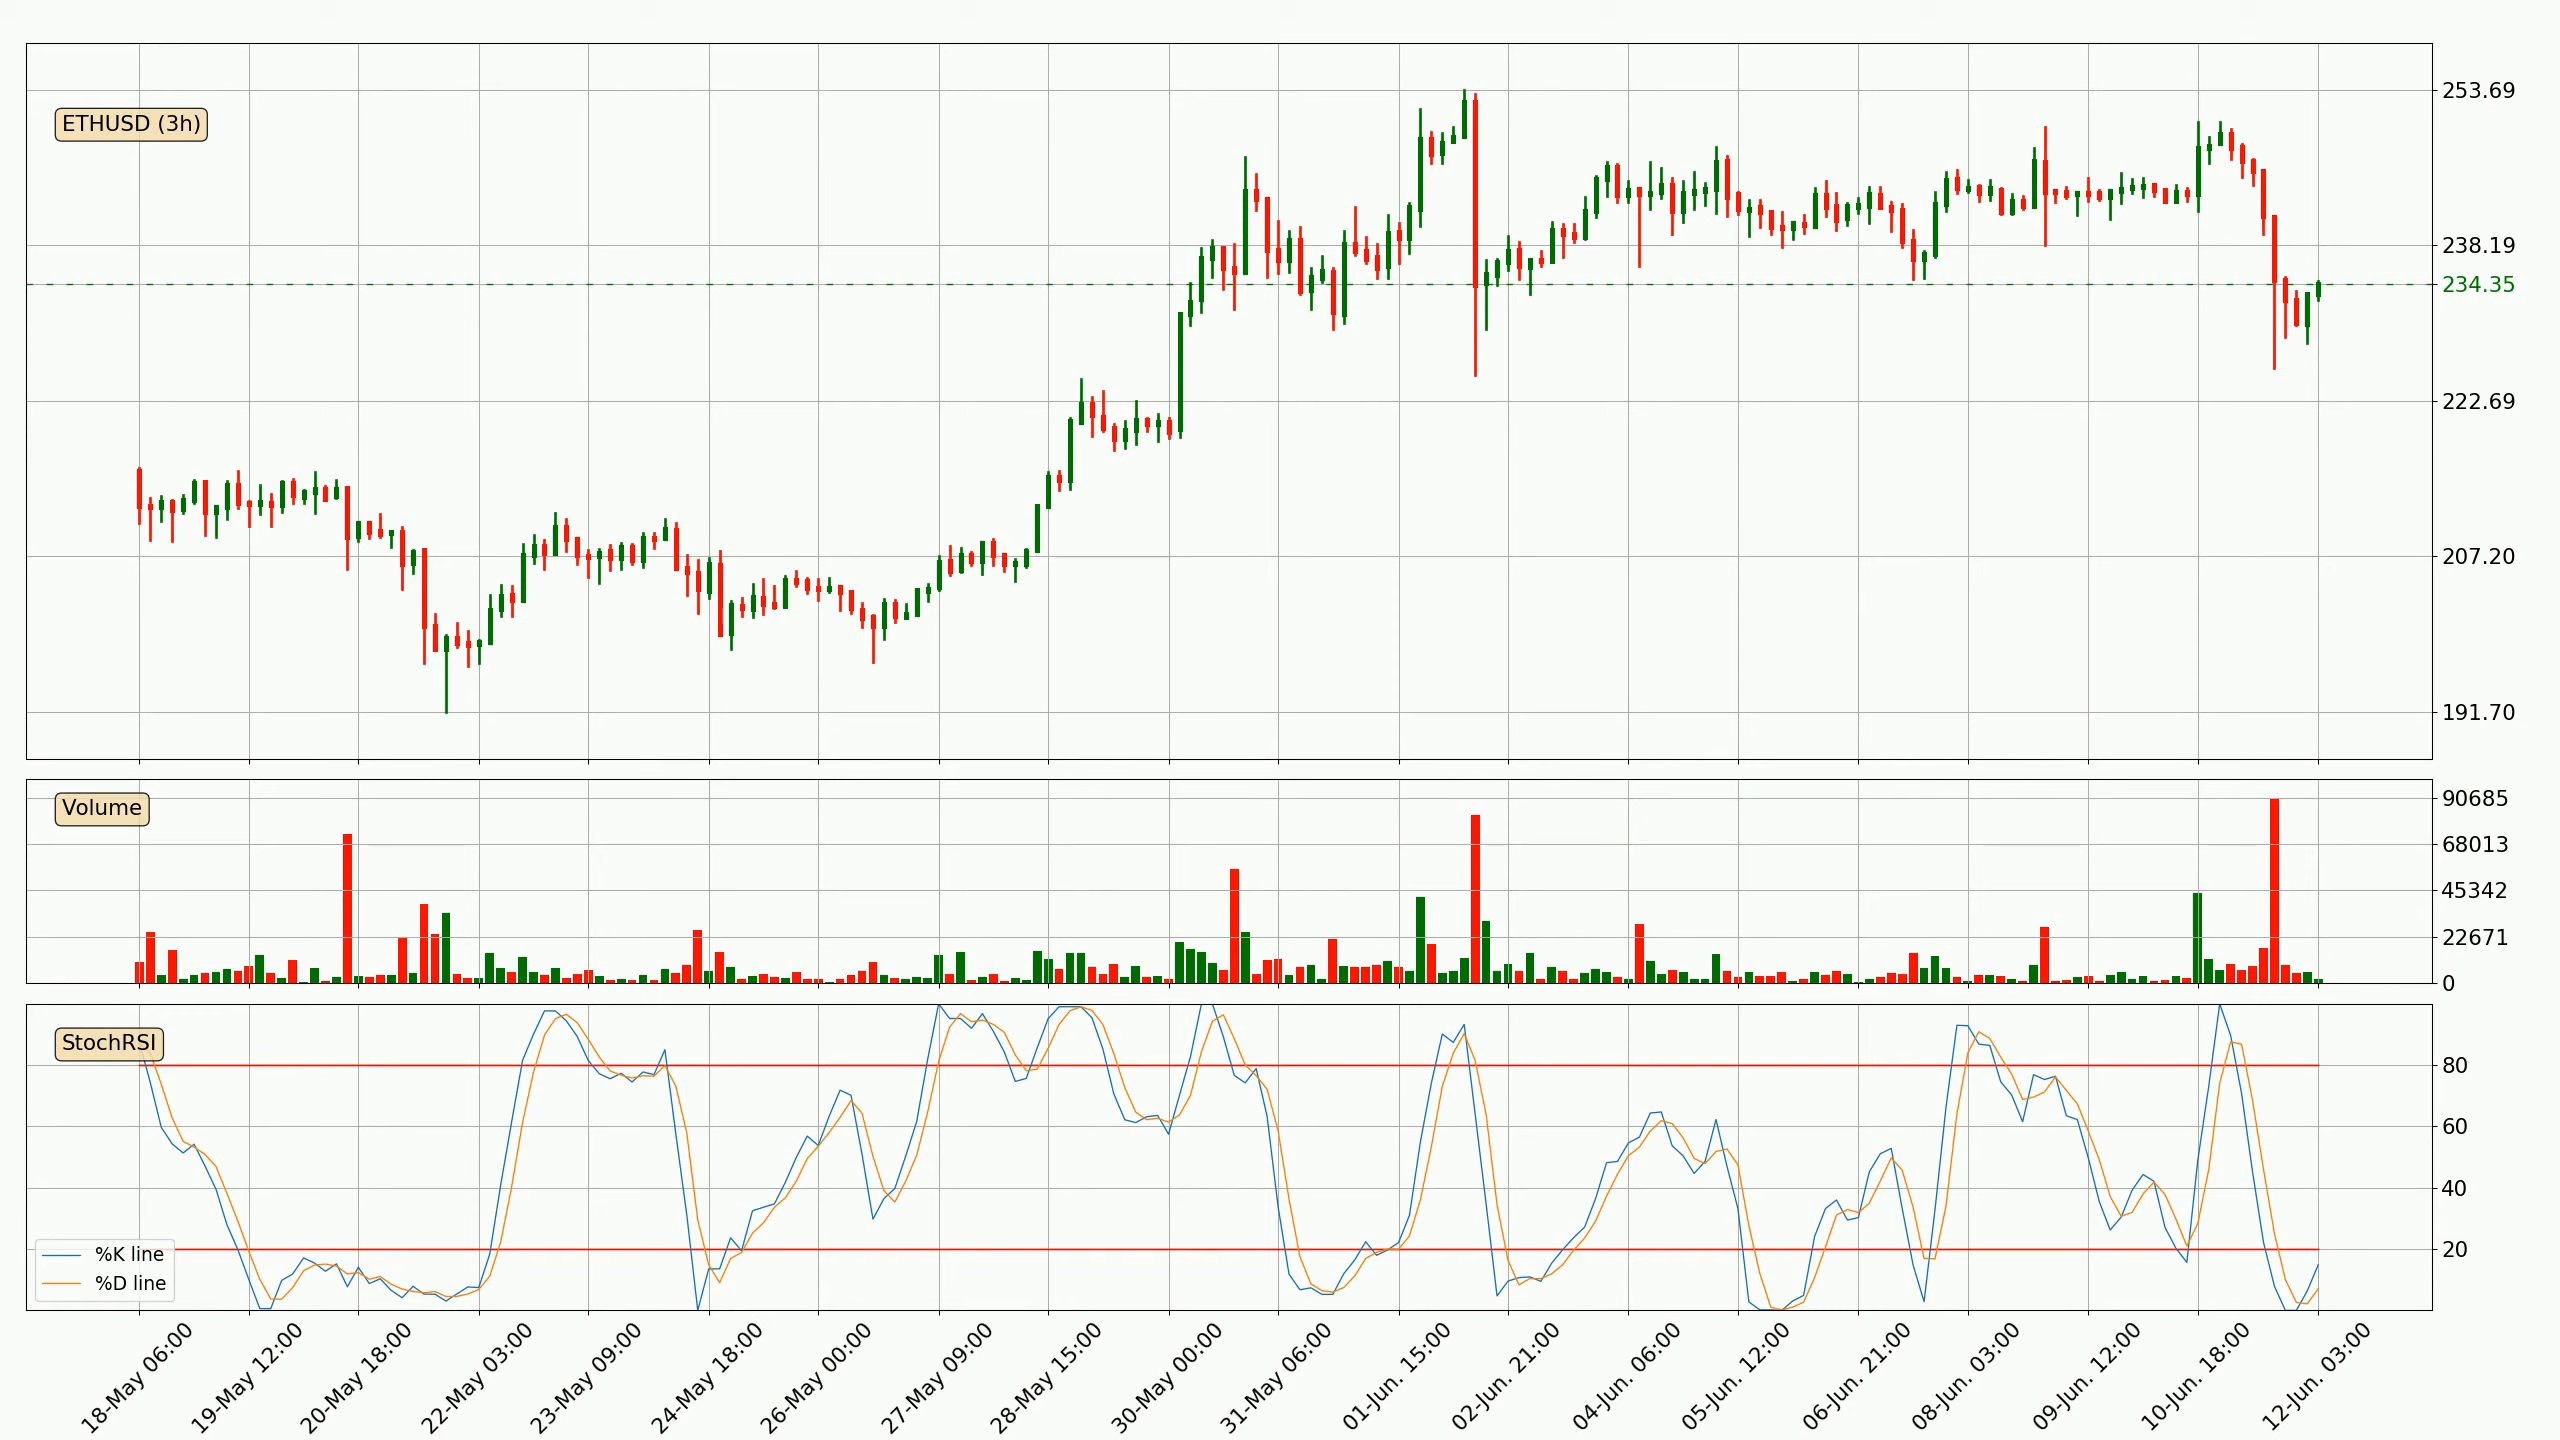 ETHUSD (3h)
253.69
238.19
234.35
222.69
207.20
191.70
Volume
90685
68013
45342
22671
0
StochRSI
80
60
40
20
%K line
%D line
18-May 06:00
19-May 12:00
20-May 18:00
22-May 03:00
23-May 09:00
24-May 18:00
26-May 00:00
27-May 09:00
28-May 15:00
30-May 00:00
31-May 06:00
01-Jun. 15:00
02-Jun. 21:00
04-Jun. 06:00
05-Jun. 12:00
06-Jun. 21:00
08-Jun. 03:00
09-Jun. 12:00
10-Jun. 18:00
12-Jun. 03:00